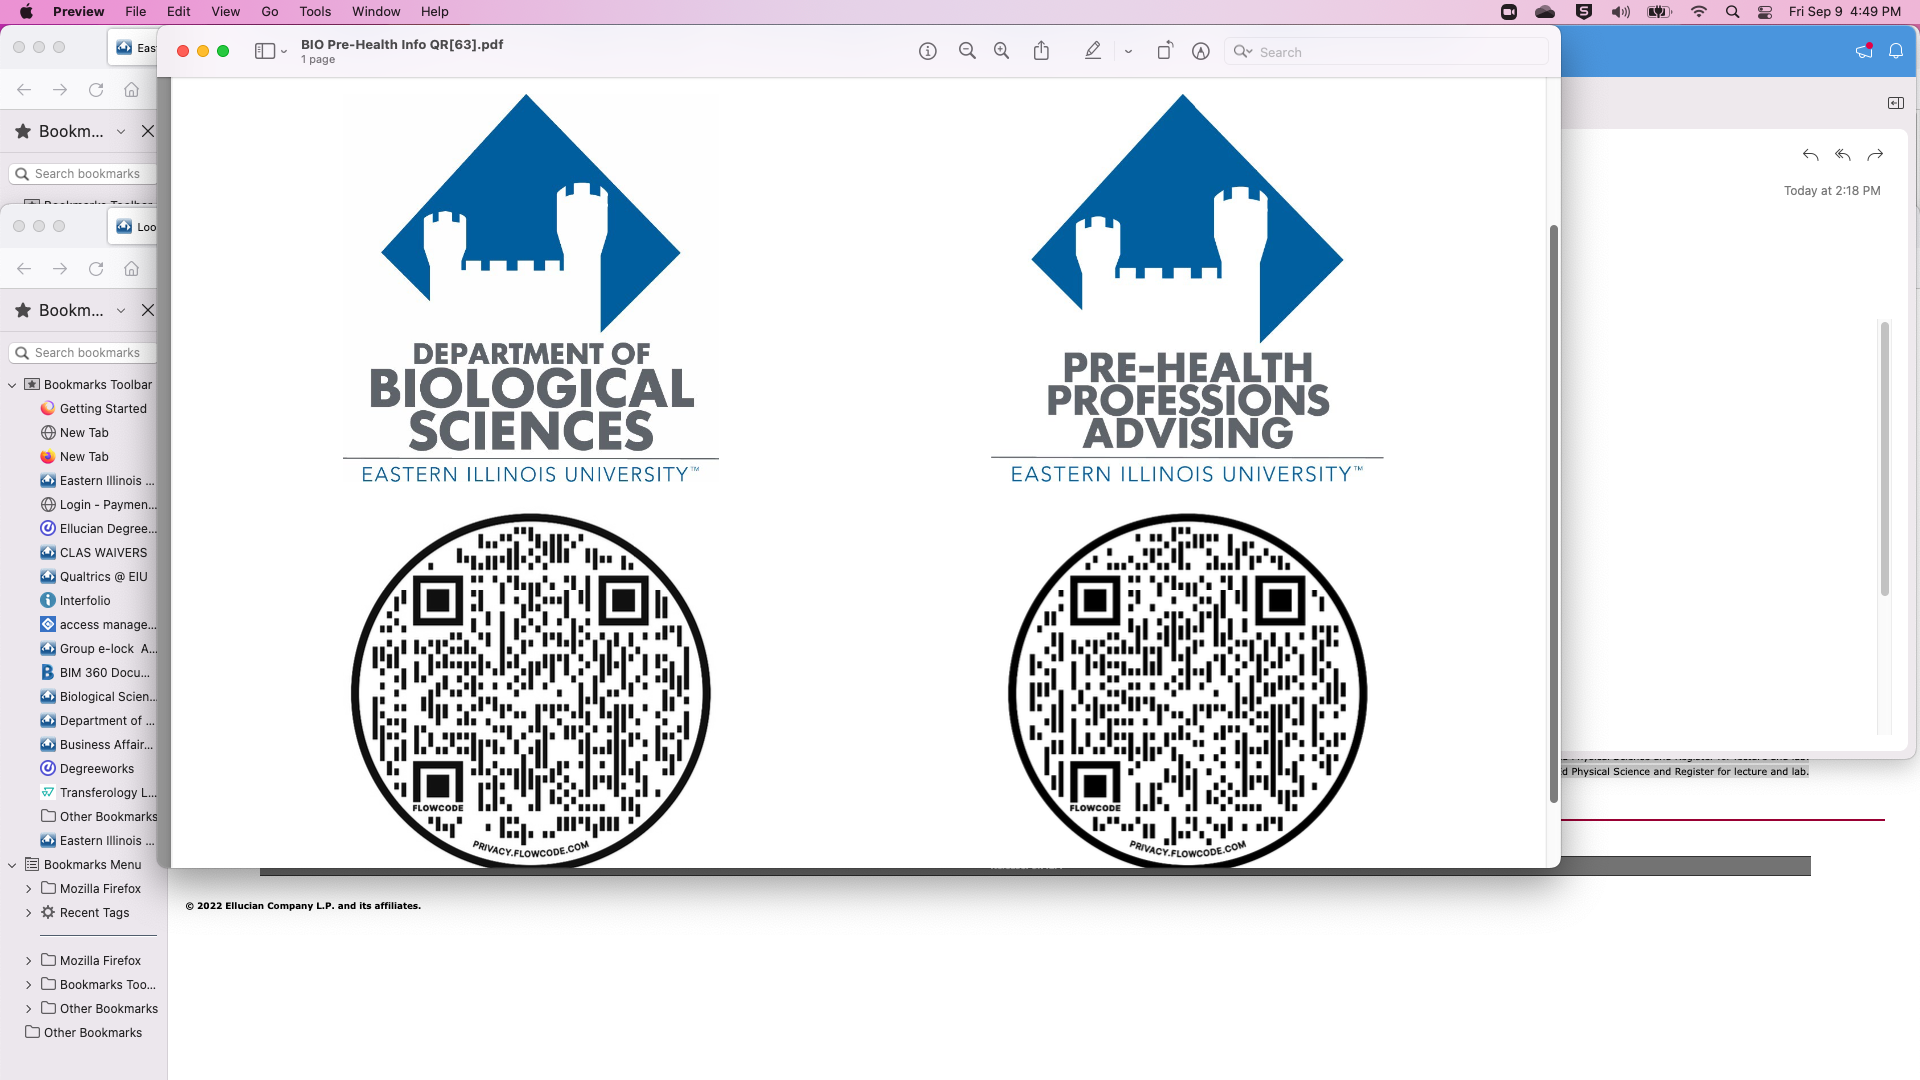 Preview File Edit View Go Tools Window Help
Fri Sep 9 4:49 PM
BIO Pre-Health Info QR[63].pdf
1 page
Search
Eas
Bookm...
Search bookmarks
Loo
Bookm...
Search bookmarks
Bookmarks Toolbar
Getting Started
New Tab
New Tab
Eastern Illinois ...
Login - Paymen...
Ellucian Degree...
CLAS WAIVERS
Qualtrics @ EIU
Interfolio
access manage...
Group e-lock A...
BIM 360 Docu...
Biological Scien...
Department of ...
Business Affair...
Degreeworks
Transferology L...
Other Bookmarks
Eastern Illinois ...
Bookmarks Menu
Mozilla Firefox
Recent Tags
Mozilla Firefox
Bookmarks Too...
Other Bookmarks
Other Bookmarks
DEPARTMENT OF
BIOLOGICAL
SCIENCES
EASTERN ILLINOIS UNIVERSITY™
FLOWCODE
PRIVACY.FLOWCODE.COM
PRE-HEALTH
PROFESSIONS
ADVISING
EASTERN ILLINOIS UNIVERSITY™
FLOWCODE
PRIVACY.FLOWCODE.COM
Today at 2:18 PM
d Physical Science and Register for lecture and lab.
© 2022 Ellucian Company L.P. and its affiliates.